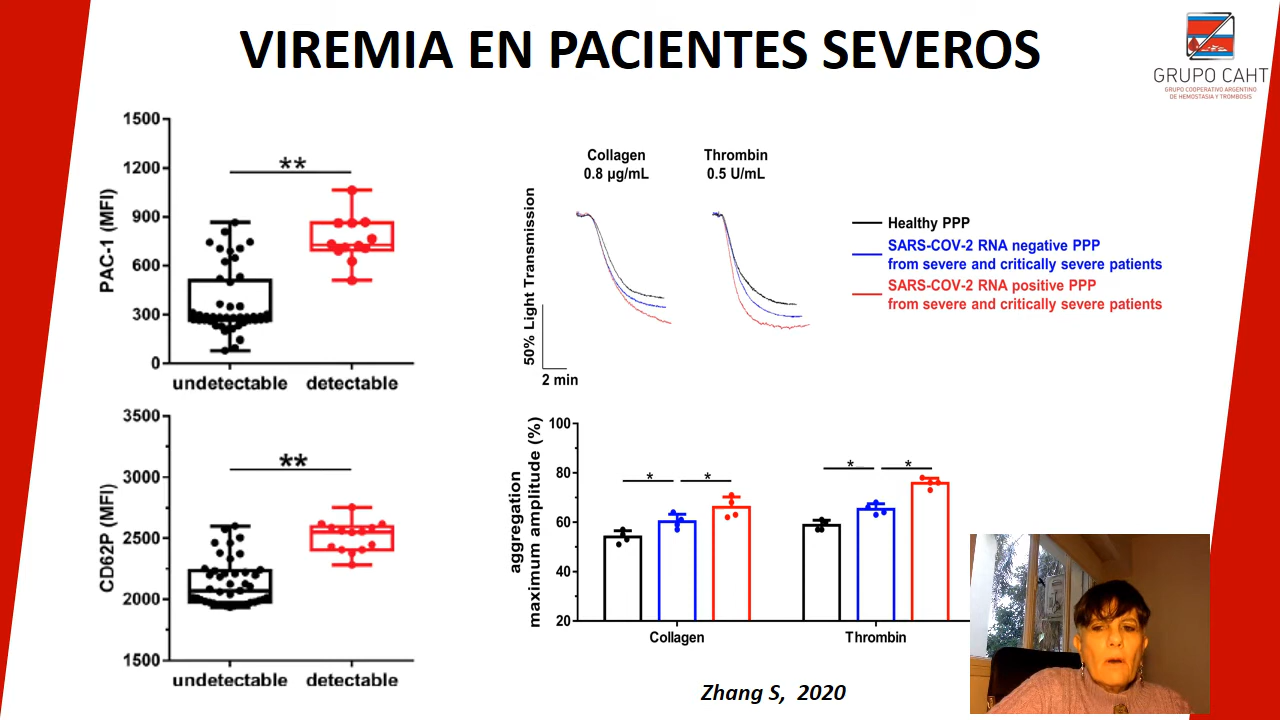 VIREMIA EN PACIENTES SEVEROS
GRUPO CAHT
GRUPO COOPERATIVO ARGENTINO
DE HEMOSTASIA Y TROMBOSIS
PAC-1 (MFI)
1500
1200
900
600
300
0
**
undetectable
detectable
CD62P (MFI)
3500
3000
2500
2000
1500
**
undetectable
detectable
Collagen
0.8 µg/mL
Thrombin
0.5 U/mL
50% Light Transmission
2 min
Healthy PPP
SARS-COV-2 RNA negative PPP
from severe and critically severe patients
SARS-COV-2 RNA positive PPP
from severe and critically severe patients
aggregation
maximum amplitude (%)
100
80
60
40
20
*
*
*
*
Collagen
Thrombin
Zhang S, 2020